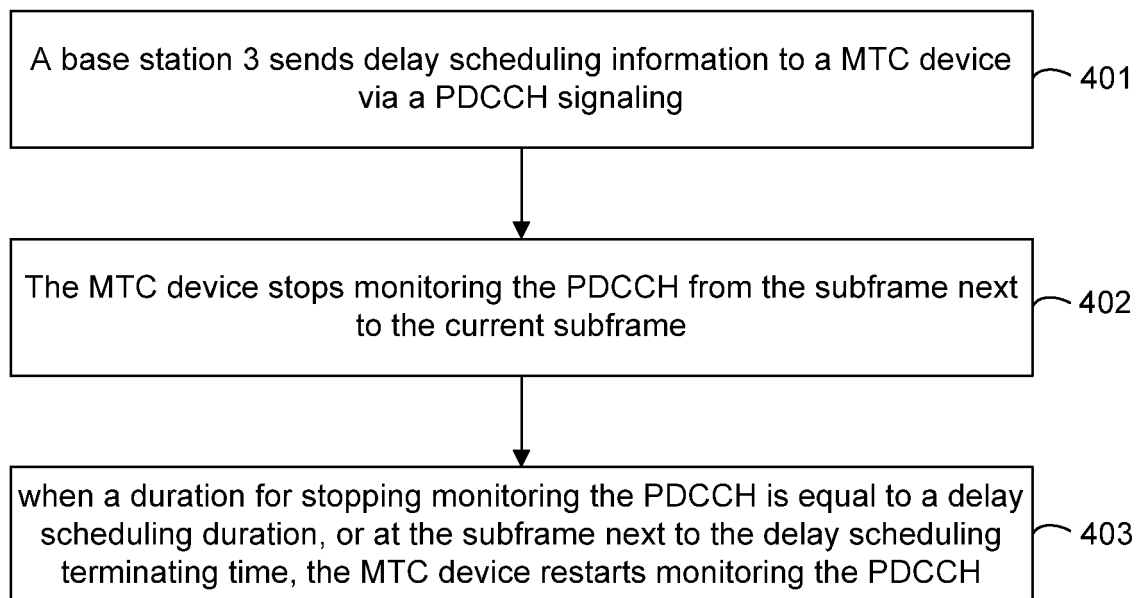 A base station 3 sends delay scheduling information to a MTC device
via a PDCCH signaling
401
The MTC device stops monitoring the PDCCH from the subframe next
to the current subframe
402
when a duration for stopping monitoring the PDCCH is equal to a delay
scheduling duration, or at the subframe next to the delay scheduling
terminating time, the MTC device restarts monitoring the PDCCH
403